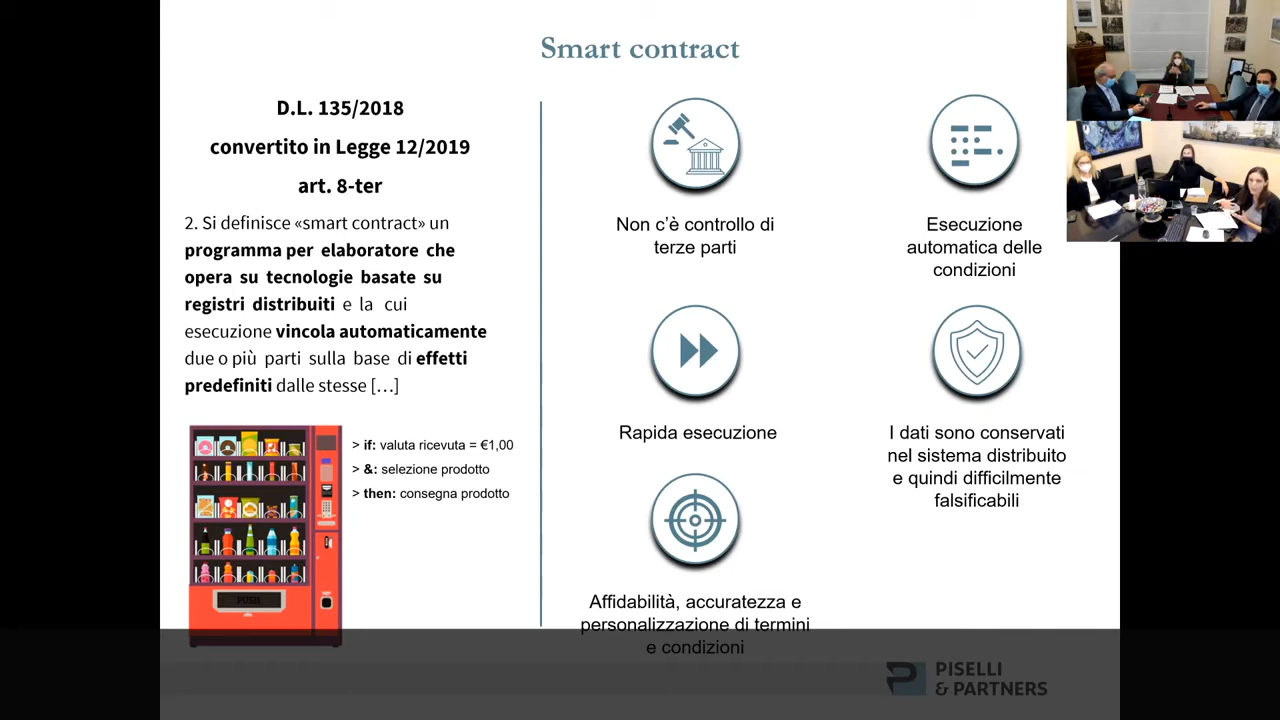 Smart contract
D.L. 135/2018
convertito in Legge 12/2019
art. 8-ter
2. Si definisce «smart contract» un
programma per elaboratore che
opera su tecnologie basate su
registri distribuiti e la cui
esecuzione vincola automaticamente
due o più parti sulla base di effetti
predefiniti dalle stesse […]
> if: valuta ricevuta = €1,00
> &: selezione prodotto
> then: consegna prodotto
PUSH
Non c’è controllo di
terze parti
Esecuzione
automatica delle
condizioni
Rapida esecuzione
I dati sono conservati
nel sistema distribuito
e quindi difficilmente
falsificabili
Affidabilità, accuratezza e
personalizzazione di termini
e condizioni
PISELLI
& PARTNERS